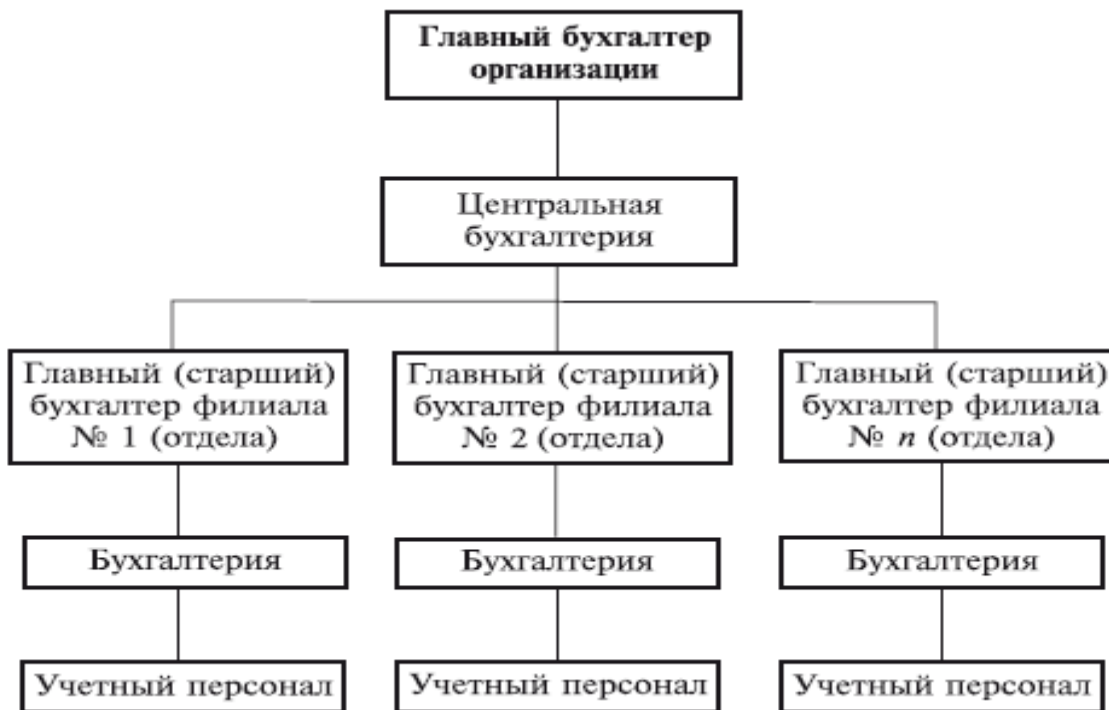 Главный бухгалтер
организации
Центральная
бухгалтерия
Главный (старший)
бухгалтер филиала
№ 1 (отдела)
Главный (старший)
бухгалтер филиала
№ 2 (отдела)
Главный (старший)
бухгалтер филиала
№ n (отдела)
Бухгалтерия
Бухгалтерия
Бухгалтерия
Учетный персонал
Учетный персонал
Учетный персонал